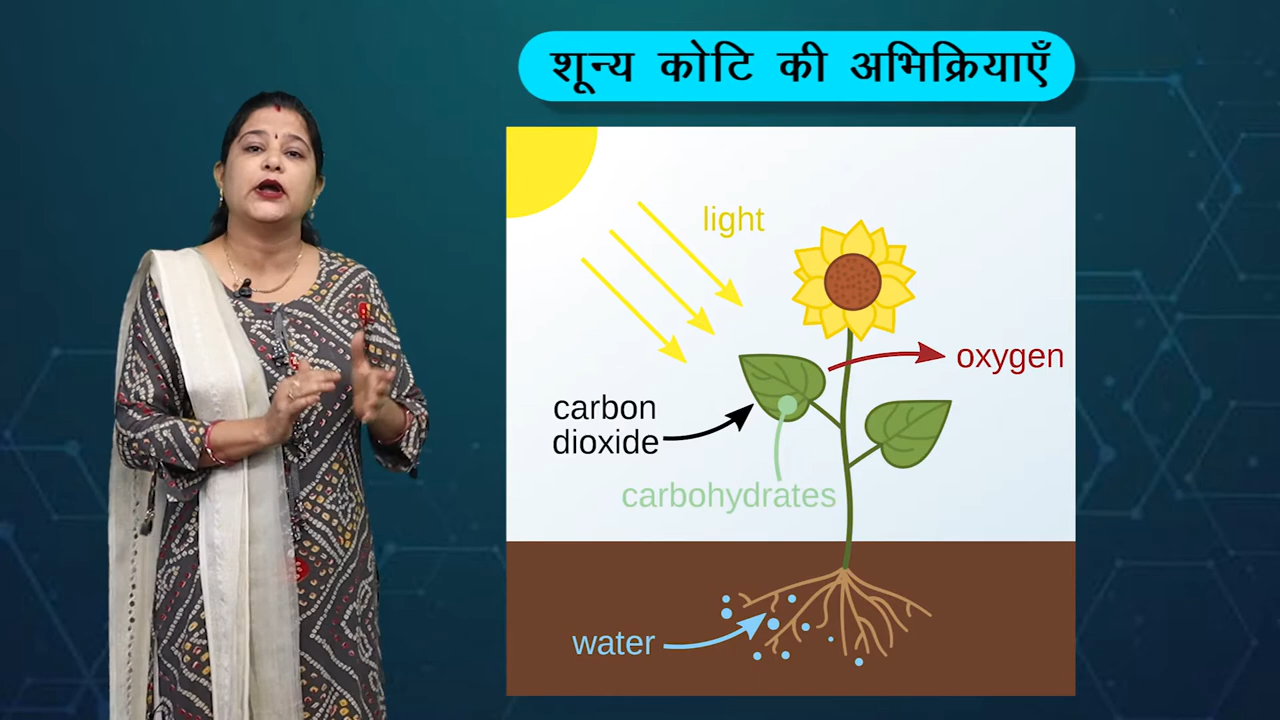 शून्य कोटि की अभिक्रियाएँ
light
oxygen
carbon
dioxide
carbohydrates
water